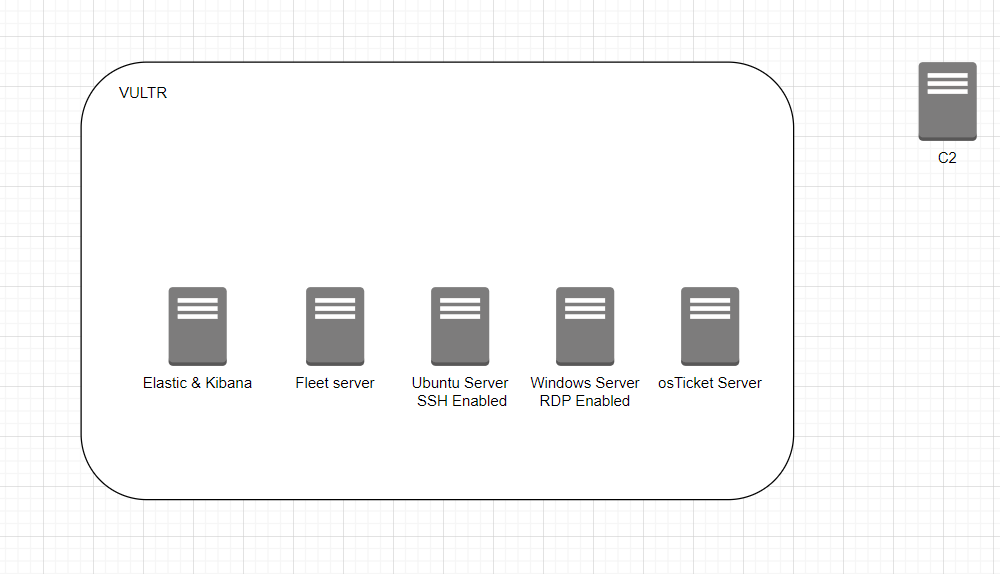 VULTR
C2
Elastic & Kibana
Fleet server
Ubuntu Server
SSH Enabled
Windows Server
RDP Enabled
osTicket Server